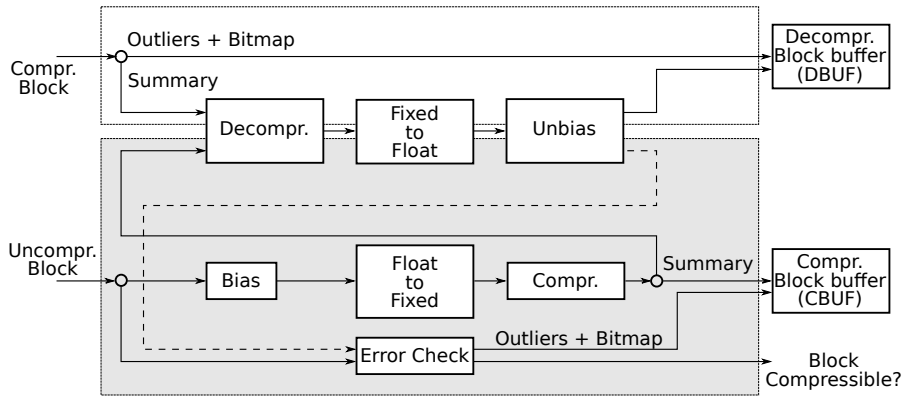 Outliers + Bitmap
Compr.
Block
Summary
Decompr.
Block buffer
(DBUF)
Decompr.
Fixed
to
Float
Unbias
Uncompr.
Block
Bias
Float
to
Fixed
Compr.
Summary
Compr.
Block buffer
(CBUF)
Error Check
Outliers + Bitmap
Block
Compressible?